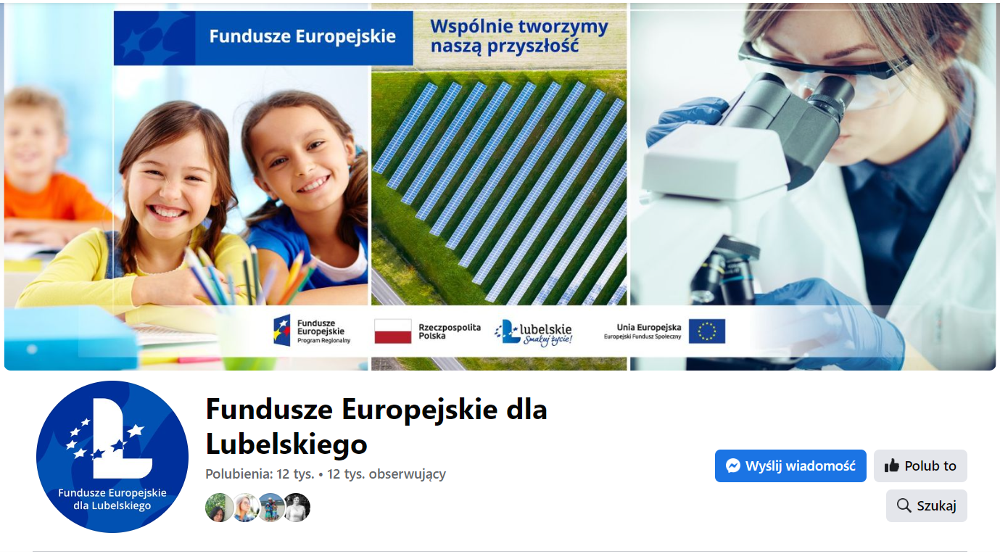 Fundusze Europejskie
Wspólnie tworzymy
naszą przyszłość
Fundusze
Europejskie
Program Regionalny
Rzeczpospolita
Polska
lubelskie
Smakuj życie!
Unia Europejska
Europejski Fundusz Społeczny
Fundusze Europejskie
dla Lubelskiego
Fundusze Europejskie dla
Lubelskiego
Polubienia: 12 tys. • 12 tys. obserwujący
Wyślij wiadomość
Polub to
Szukaj